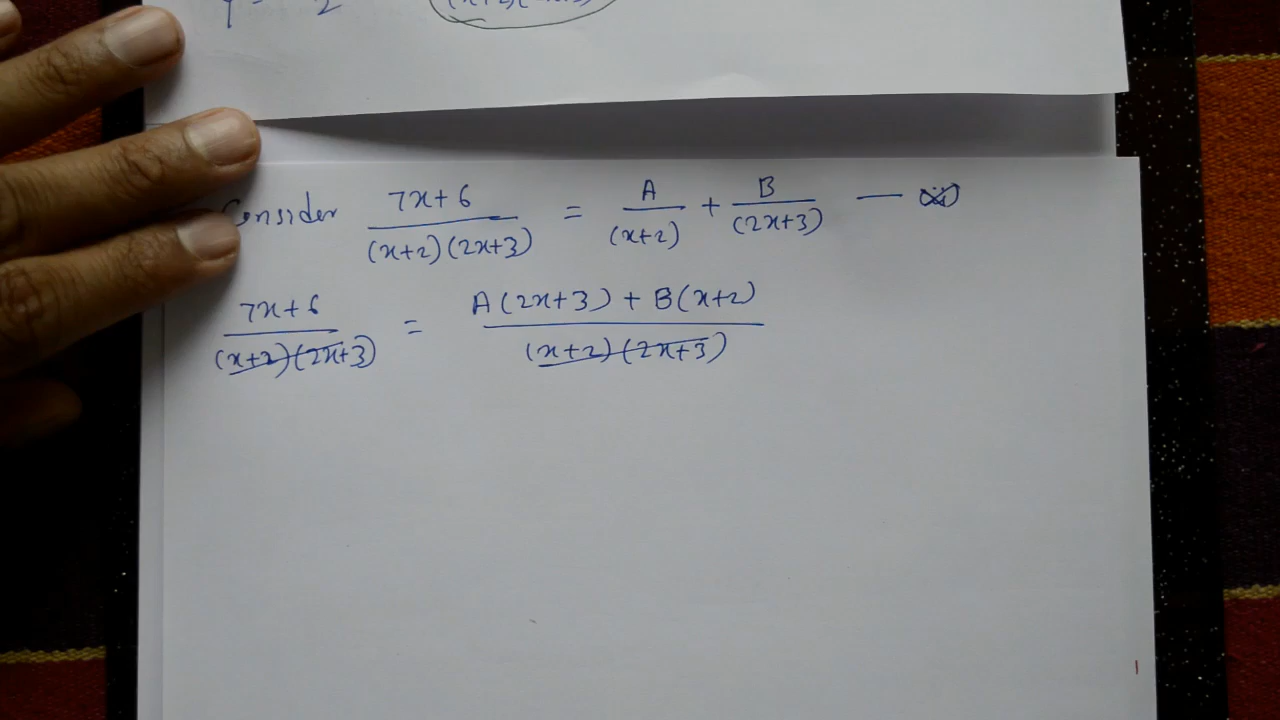 2
Consider 7x+6 / (x+2)(2x+3) = A / (x+2) + B / (2x+3) —
7x+6 / (x+2)(2x+3) = A(2x+3) + B(x+2) / (x+2)(2x+3)